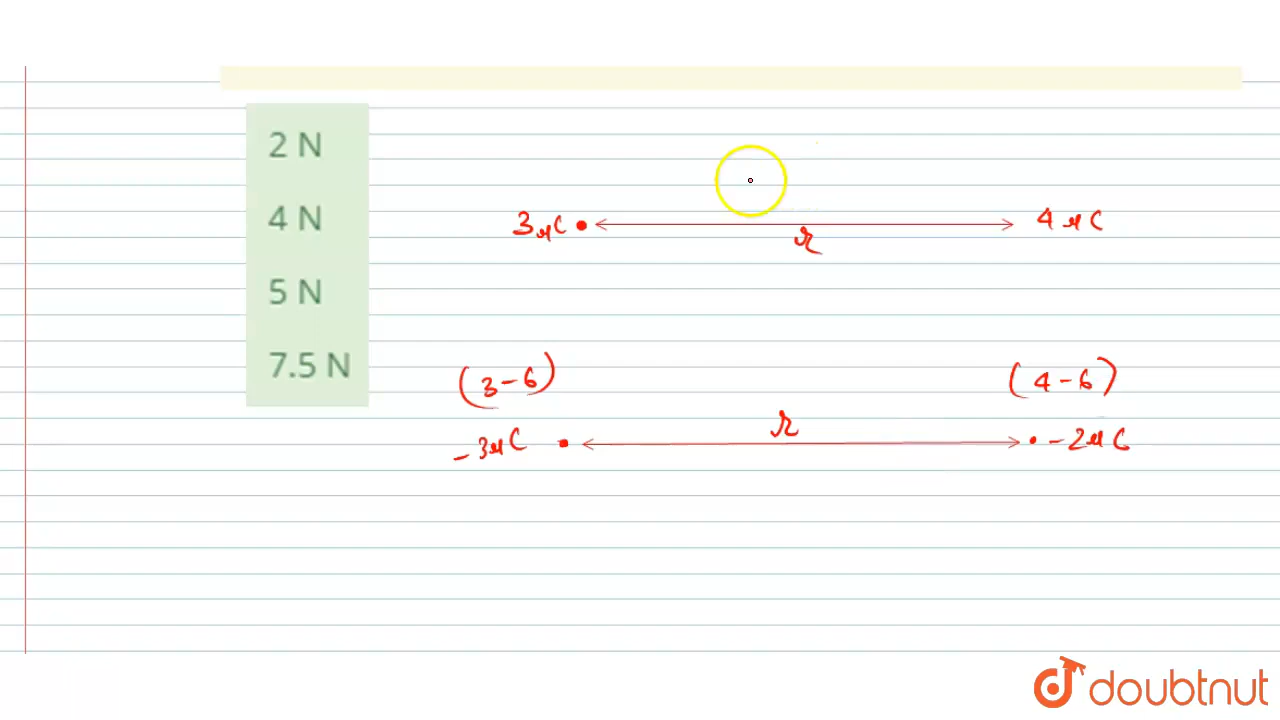 2 N
4 N
5 N
7.5 N
3μC 4μC
r
(3-6) (4-6)
r
-3μC -2μC
doubtnut